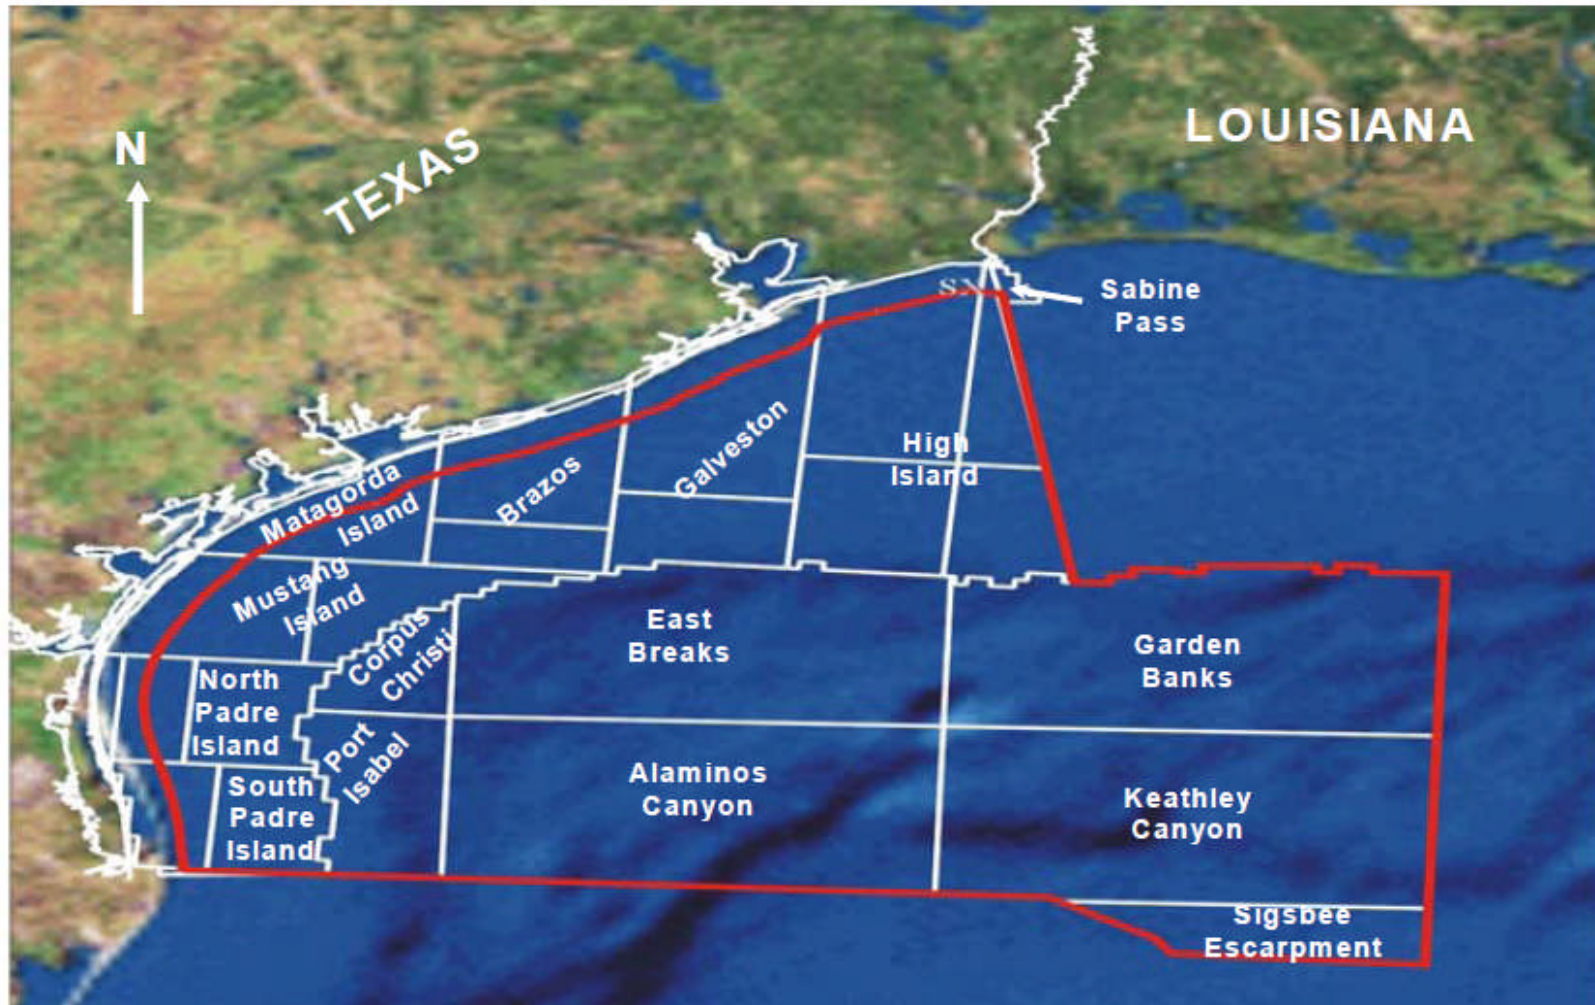 LOUISIANA
N
TEXAS
SX
Sabine
Pass
High
Island
Galveston
Brazos
Matagorda
Island
Mustang
Island
Corpus
Christi
East
Breaks
Garden
Banks
North
Padre
Island
Port
Isabel
Alaminos
Canyon
Keathley
Canyon
South
Padre
Island
Sigsbee
Escarpment